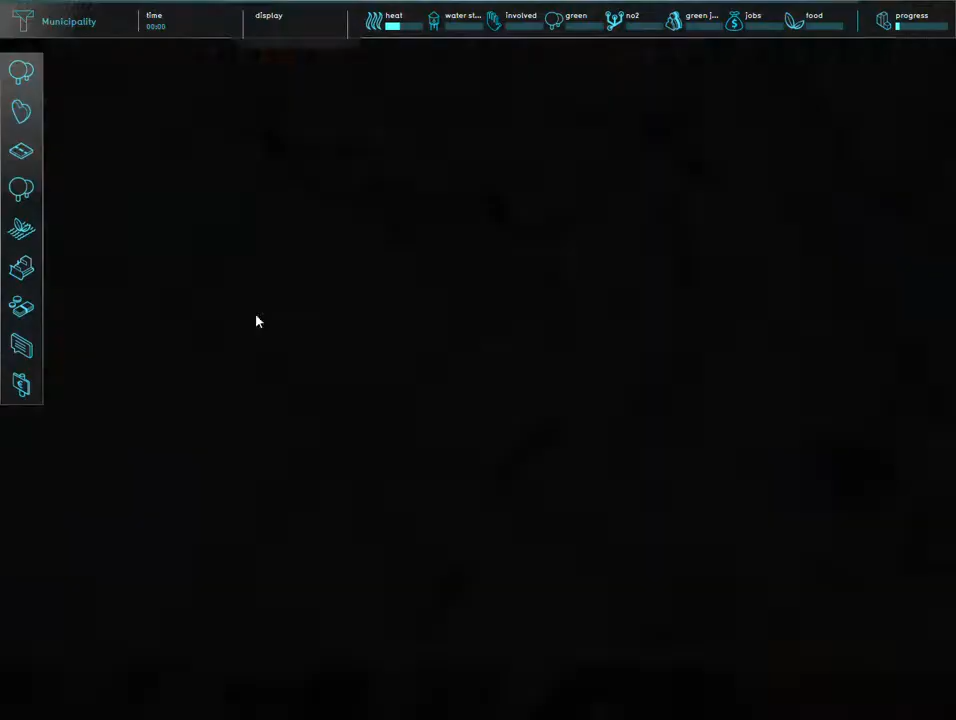 Municipality
time
00:00
display
heat
water st...
involved
green
no2
green j...
jobs
food
progress